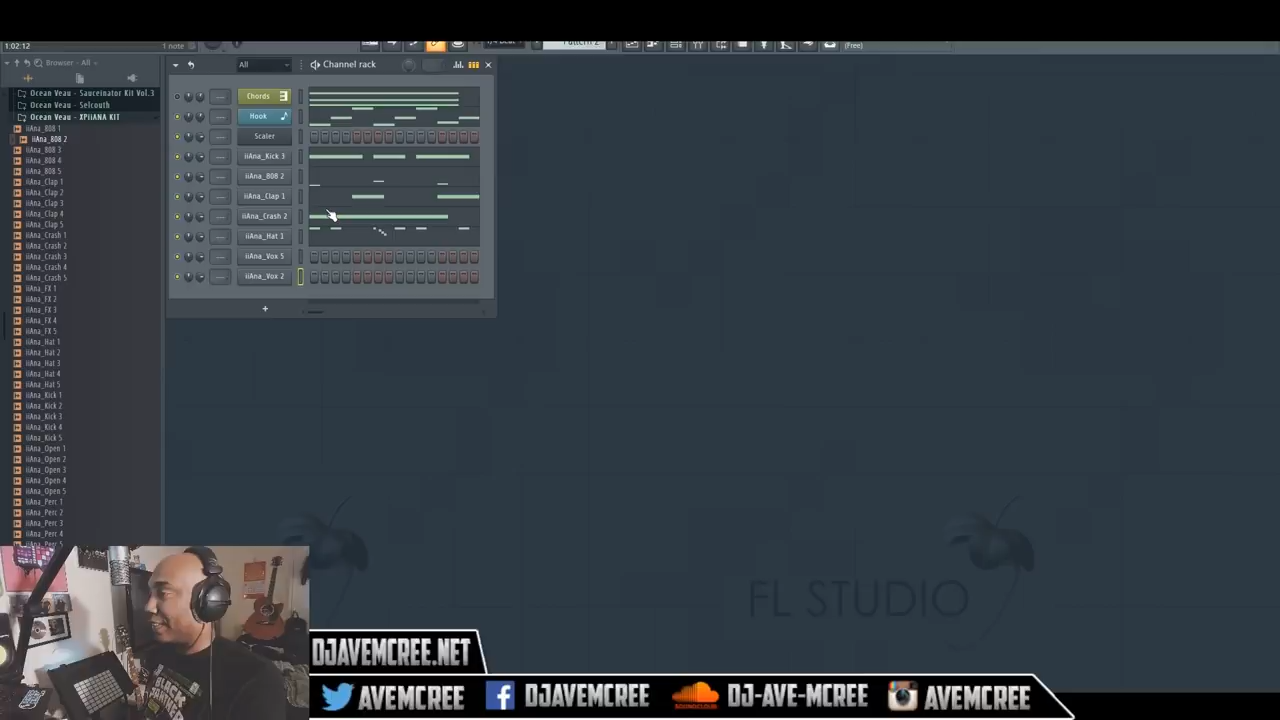 1:02:12
1 note
(Free)
Browser - All
All
Channel rack
Ocean Veau - Sauceinator Kit Vol.3
Ocean Veau - Selcouth
Ocean Veau - XPiiANA KIT
iiAna_808 1
iiAna_808 2
iiAna_808 3
iiAna_808 4
iiAna_808 5
iiAna_Clap 1
iiAna_Clap 2
iiAna_Clap 3
iiAna_Clap 4
iiAna_Clap 5
iiAna_Crash 1
iiAna_Crash 2
iiAna_Crash 3
iiAna_Crash 4
iiAna_Crash 5
iiAna_FX 1
iiAna_FX 2
iiAna_FX 3
iiAna_FX 4
iiAna_FX 5
iiAna_Hat 1
iiAna_Hat 2
iiAna_Hat 3
iiAna_Hat 4
iiAna_Hat 5
iiAna_Kick 1
iiAna_Kick 2
iiAna_Kick 3
iiAna_Kick 4
iiAna_Kick 5
iiAna_Open 1
iiAna_Open 2
iiAna_Open 3
iiAna_Open 4
iiAna_Open 5
iiAna_Perc 1
iiAna_Perc 2
iiAna_Perc 3
iiAna_Perc 4
iiAna_Perc 5
Chords
Hook
Scaler
iiAna_Kick 3
iiAna_808 2
iiAna_Clap 1
iiAna_Crash 2
iiAna_Hat 1
iiAna_Vox 5
iiAna_Vox 2
FL STUDIO
DJAVEMCREE.NET
AVEMCREE
DJAVEMCREE
SOUNDCLOUD
DJ-AVE-MCREE
AVEMCREE